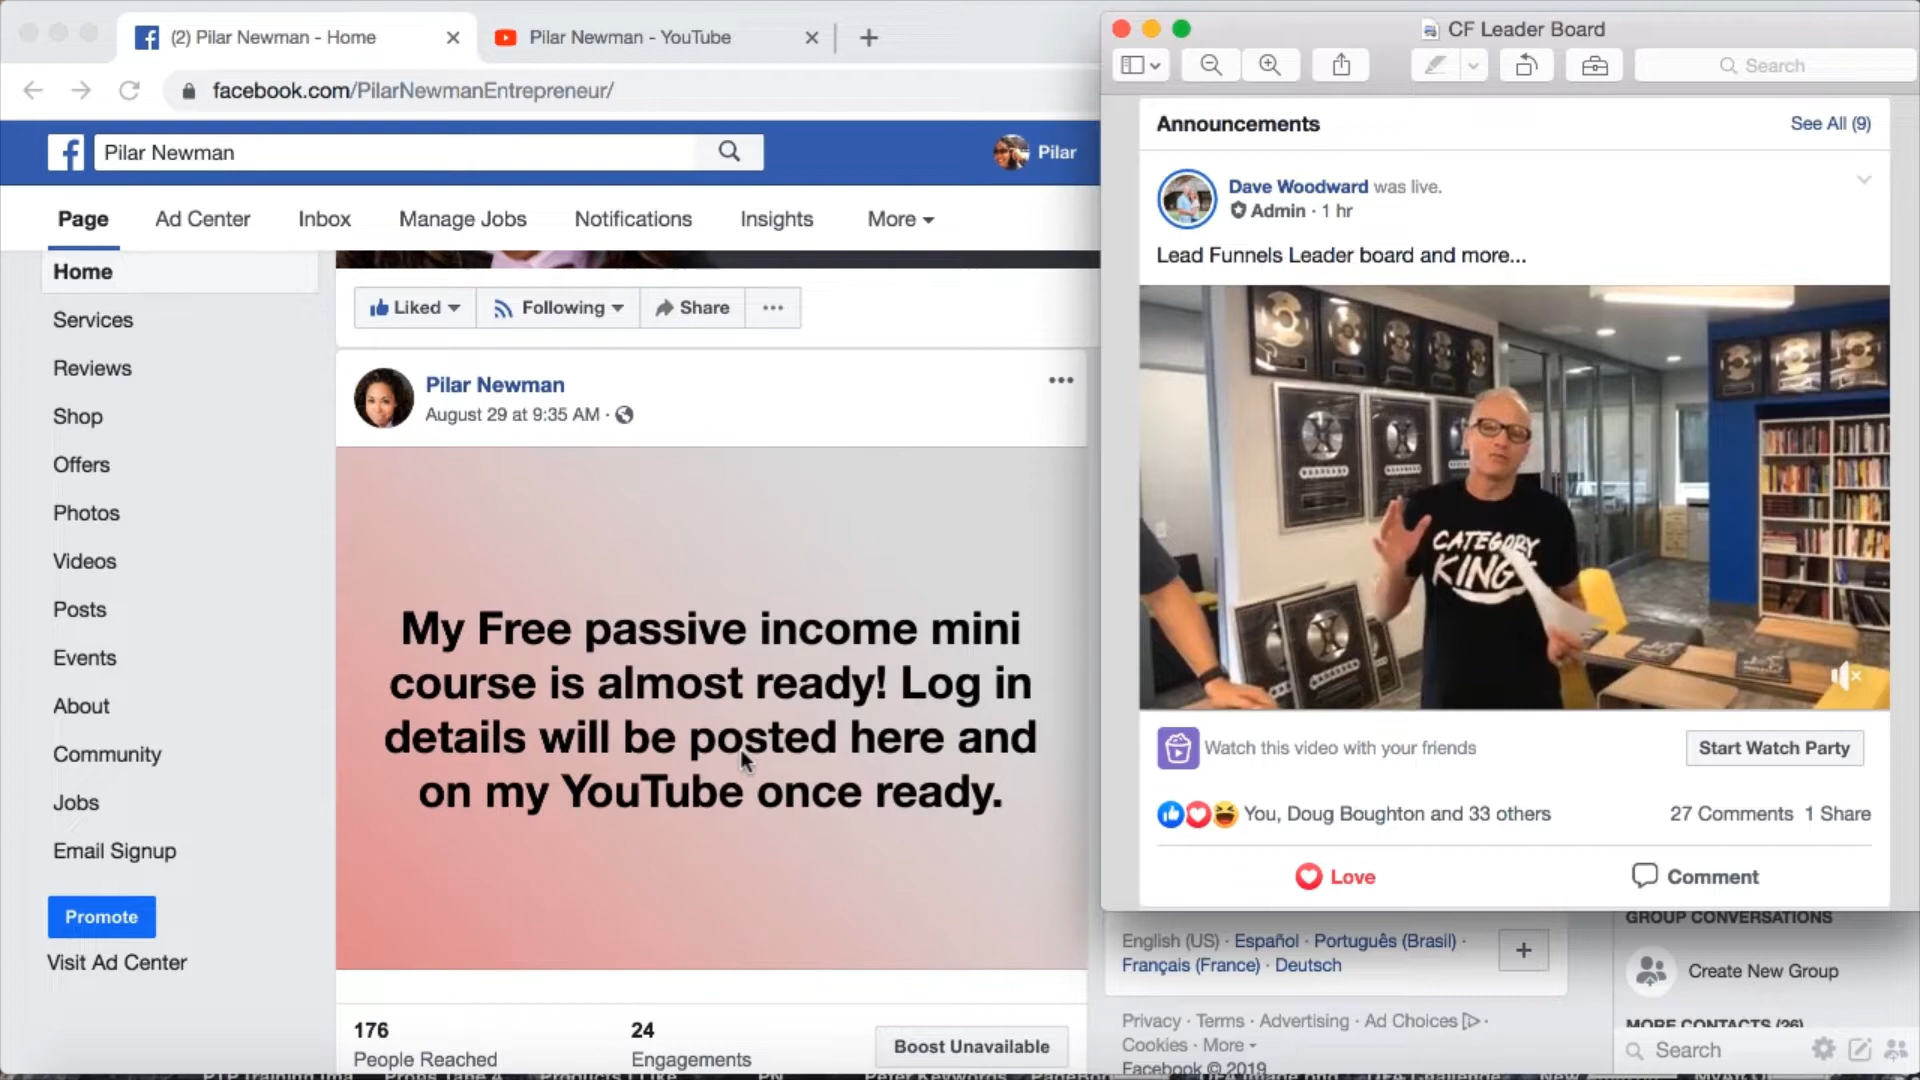 (2) Pilar Newman - Home
Pilar Newman - YouTube
facebook.com/PilarNewmanEntrepreneur/
Pilar Newman
Pilar
Page
Ad Center
Inbox
Manage Jobs
Notifications
Insights
More
Home
Services
Reviews
Shop
Offers
Photos
Videos
Posts
Events
About
Community
Jobs
Email Signup
Promote
Visit Ad Center
Liked
Following
Share
Pilar Newman
August 29 at 9:35 AM ·
My Free passive income mini
course is almost ready! Log in
details will be posted here and
on my YouTube once ready.
176
People Reached
24
Engagements
Boost Unavailable
CF Leader Board
Search
Announcements
See All (9)
Dave Woodward was live.
Admin · 1 hr
Lead Funnels Leader board and more...
CATEGORY
KINGS
Watch this video with your friends
Start Watch Party
You, Doug Boughton and 33 others
27 Comments 1 Share
Love
Comment
English (US) · Español · Português (Brasil) ·
Français (France) · Deutsch
Privacy · Terms · Advertising · Ad Choices ·
Cookies · More
Facebook © 2019
GROUP CONVERSATIONS
Create New Group
MORE CONTACTS (26)
Search